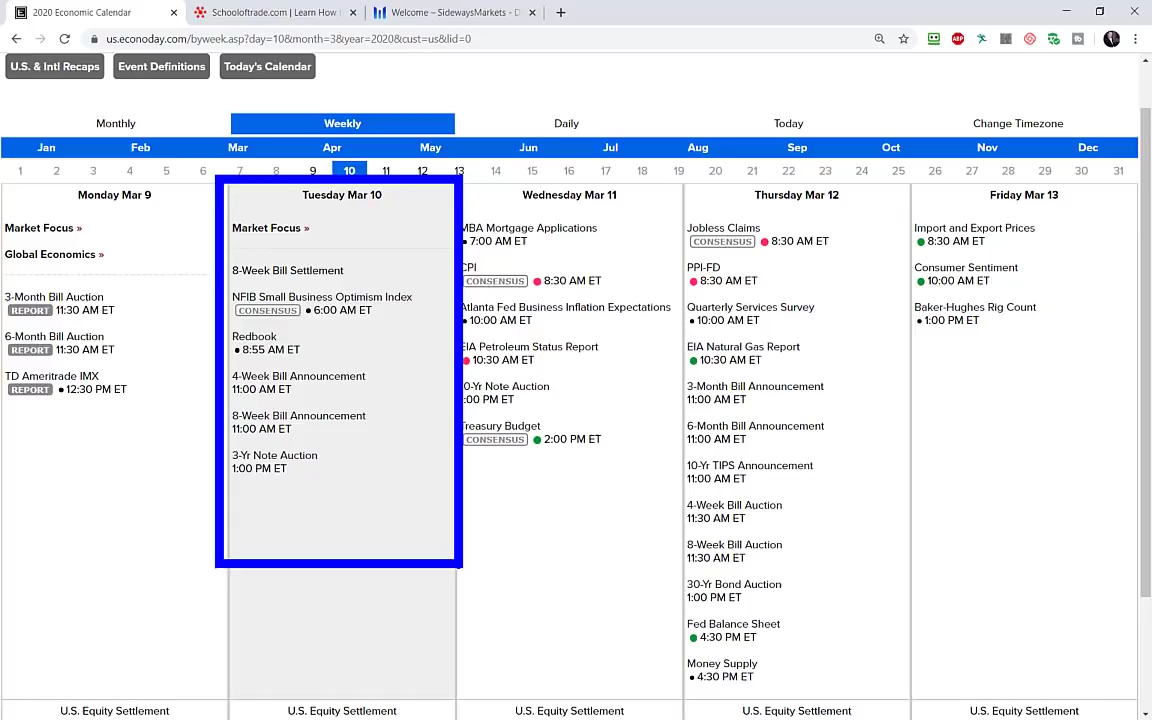 2020 Economic Calendar
Schooloftrade.com | Learn How
Welcome – SidewaysMarkets - D
us.econoday.com/byweek.asp?day=10&month=3&year=2020&cust=us&lid=0
U.S. & Intl Recaps
Event Definitions
Today's Calendar
Monthly
Weekly
Daily
Today
Change Timezone
Jan Feb Mar Apr May Jun Jul Aug Sep Oct Nov Dec
1 2 3 4 5 6 7 8 9 10 11 12 13 14 15 16 17 18 19 20 21 22 23 24 25 26 27 28 29 30 31
Monday Mar 9
Market Focus »
Global Economics »
3-Month Bill Auction
REPORT 11:30 AM ET
6-Month Bill Auction
REPORT 11:30 AM ET
TD Ameritrade IMX
REPORT 12:30 PM ET
U.S. Equity Settlement
Tuesday Mar 10
Market Focus »
8-Week Bill Settlement
NFIB Small Business Optimism Index
CONSENSUS 6:00 AM ET
Redbook
8:55 AM ET
4-Week Bill Announcement
11:00 AM ET
8-Week Bill Announcement
11:00 AM ET
3-Yr Note Auction
1:00 PM ET
U.S. Equity Settlement
Wednesday Mar 11
MBA Mortgage Applications
7:00 AM ET
CPI
CONSENSUS 8:30 AM ET
Atlanta Fed Business Inflation Expectations
10:00 AM ET
EIA Petroleum Status Report
10:30 AM ET
0-Yr Note Auction
:00 PM ET
Treasury Budget
CONSENSUS 2:00 PM ET
U.S. Equity Settlement
Thursday Mar 12
Jobless Claims
CONSENSUS 8:30 AM ET
PPI-FD
8:30 AM ET
Quarterly Services Survey
10:00 AM ET
EIA Natural Gas Report
10:30 AM ET
3-Month Bill Announcement
11:00 AM ET
6-Month Bill Announcement
11:00 AM ET
10-Yr TIPS Announcement
11:00 AM ET
4-Week Bill Auction
11:30 AM ET
8-Week Bill Auction
11:30 AM ET
30-Yr Bond Auction
1:00 PM ET
Fed Balance Sheet
4:30 PM ET
Money Supply
4:30 PM ET
U.S. Equity Settlement
Friday Mar 13
Import and Export Prices
8:30 AM ET
Consumer Sentiment
10:00 AM ET
Baker-Hughes Rig Count
1:00 PM ET
U.S. Equity Settlement